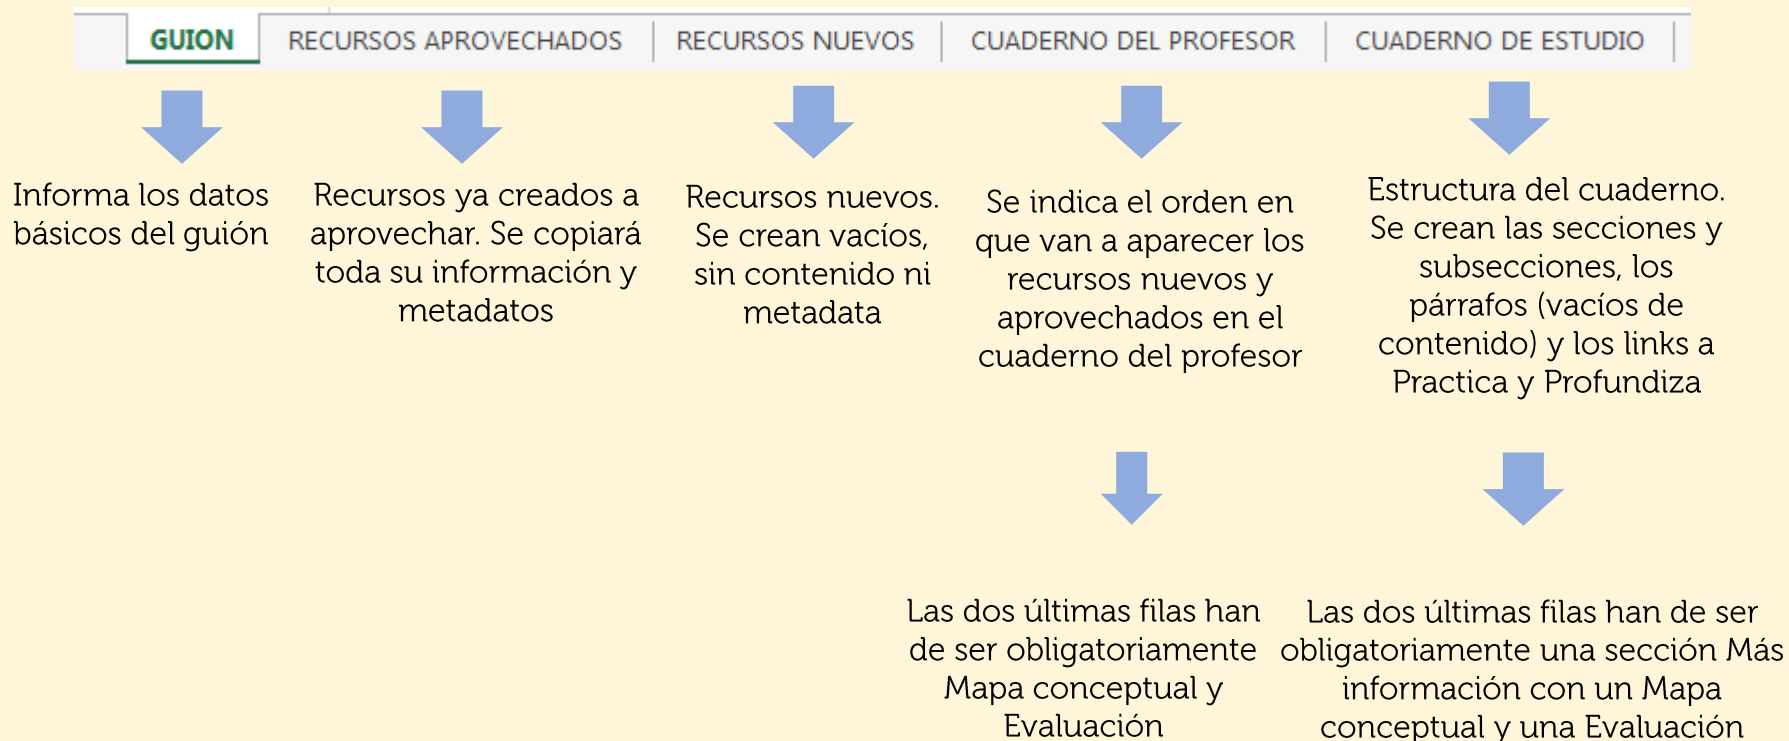 GUION
RECURSOS APROVECHADOS
RECURSOS NUEVOS
CUADERNO DEL PROFESOR
CUADERNO DE ESTUDIO
Informa los datos
básicos del guión
Recursos ya creados a
aprovechar. Se copiará
toda su información y
metadatos
Recursos nuevos.
Se crean vacíos,
sin contenido ni
metadata
Se indica el orden en
que van a aparecer los
recursos nuevos y
aprovechados en el
cuaderno del profesor
Estructura del cuaderno.
Se crean las secciones y
subsecciones, los
párrafos (vacíos de
contenido) y los links a
Practica y Profundiza
Las dos últimas filas han
de ser obligatoriamente
Mapa conceptual y
Evaluación
Las dos últimas filas han de ser
obligatoriamente una sección Más
información con un Mapa
conceptual y una Evaluación